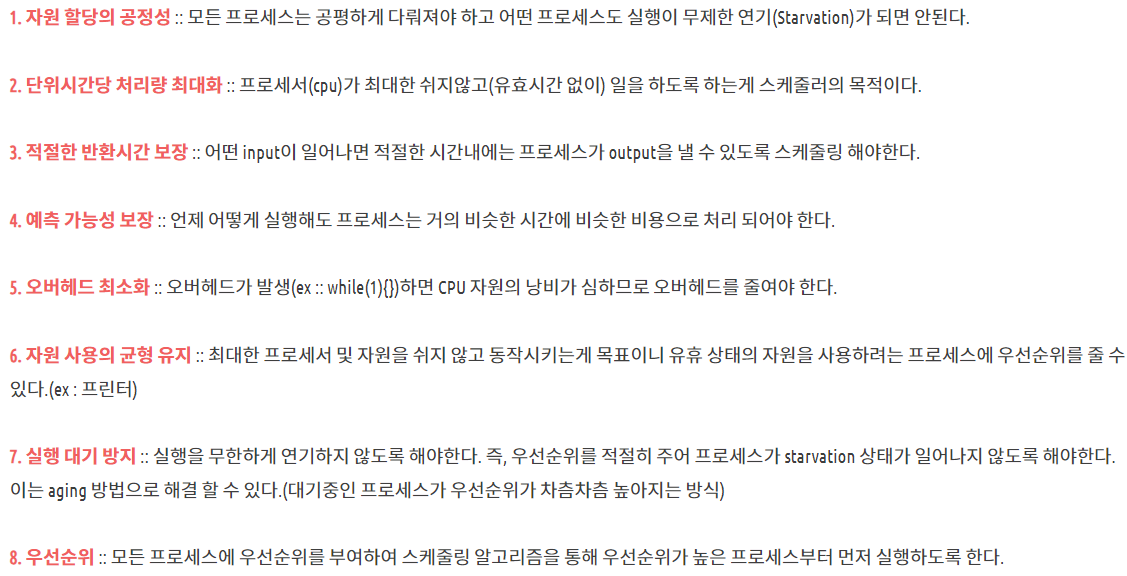 1. 자원 할당의 공정성 :: 모든 프로세스는 공평하게 다뤄져야 하고 어떤 프로세스도 실행이 무제한 연기(Starvation)가 되면 안된다.
2. 단위시간당 처리량 최대화 :: 프로세서(cpu)가 최대한 쉬지않고(유효시간 없이) 일을 하도록 하는게 스케줄러의 목적이다.
3. 적절한 반환시간 보장 :: 어떤 input이 일어나면 적절한 시간내에는 프로세스가 output을 낼 수 있도록 스케줄링 해야한다.
4. 예측 가능성 보장 :: 언제 어떻게 실행해도 프로세스는 거의 비슷한 시간에 비슷한 비용으로 처리 되어야 한다.
5. 오버헤드 최소화 :: 오버헤드가 발생(ex :: while(1){})하면 CPU 자원의 낭비가 심하므로 오버헤드를 줄여야 한다.
6. 자원 사용의 균형 유지 :: 최대한 프로세서 및 자원을 쉬지 않고 동작시키는게 목표이니 유휴 상태의 자원을 사용하려는 프로세스에 우선순위를 줄 수
있다.(ex : 프린터)
7. 실행 대기 방지 :: 실행을 무한하게 연기하지 않도록 해야한다. 즉, 우선순위를 적절히 주어 프로세스가 starvation 상태가 일어나지 않도록 해야한다.
이는 aging 방법으로 해결 할 수 있다.(대기중인 프로세스가 우선순위가 차츰차츰 높아지는 방식)
8. 우선순위 :: 모든 프로세스에 우선순위를 부여하여 스케줄링 알고리즘을 통해 우선순위가 높은 프로세스부터 먼저 실행하도록 한다.